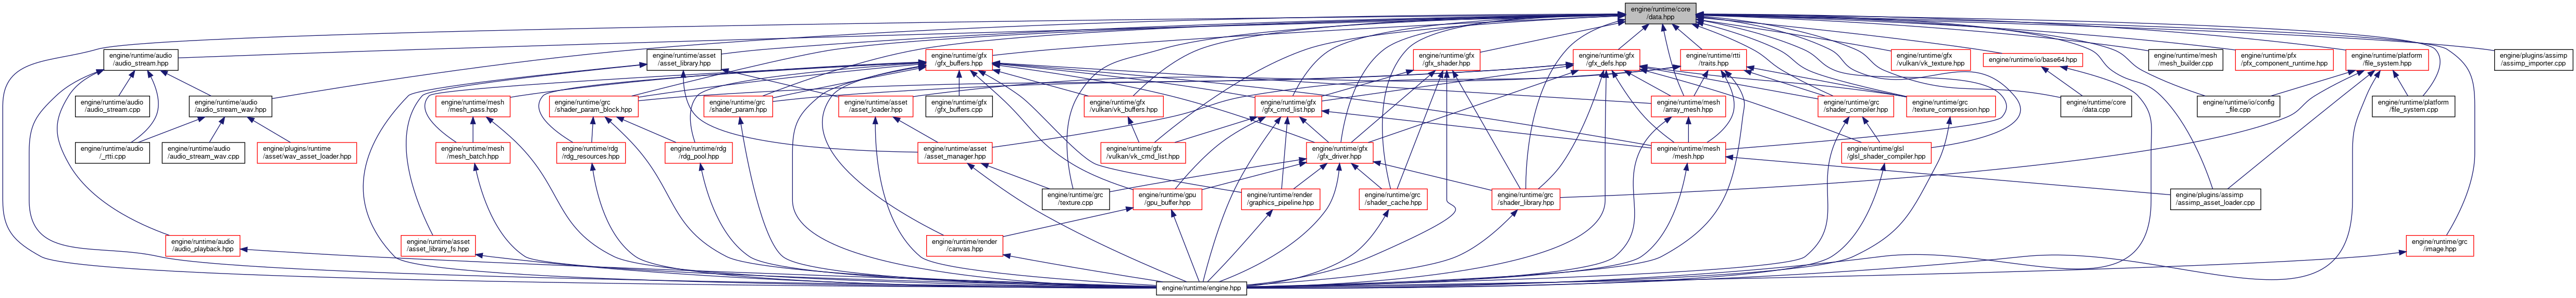 engine/runtime/core
/data.hpp
engine/runtime/audio
/audio_stream.hpp
engine/runtime/asset
/asset_library.hpp
engine/runtime/gfx
/gfx_buffers.hpp
engine/runtime/gfx
/gfx_shader.hpp
engine/runtime/gfx
/gfx_defs.hpp
engine/runtime/rtti
/traits.hpp
engine/runtime/gfx
/vulkan/vk_texture.hpp
engine/runtime/io/base64.hpp
engine/runtime/mesh
/mesh_builder.cpp
engine/runtime/pfx
/pfx_component_runtime.hpp
engine/runtime/platform
/file_system.hpp
engine/plugins/assimp
/assimp_importer.cpp
engine/runtime/audio
/audio_stream.cpp
engine/runtime/audio
/audio_stream_wav.hpp
engine/runtime/mesh
/mesh_pass.hpp
engine/runtime/grc
/shader_param_block.hpp
engine/runtime/grc
/shader_param.hpp
engine/runtime/asset
/asset_loader.hpp
engine/runtime/gfx
/gfx_buffers.cpp
engine/runtime/gfx
/vulkan/vk_buffers.hpp
engine/runtime/gfx
/gfx_cmd_list.hpp
engine/runtime/mesh
/array_mesh.hpp
engine/runtime/grc
/shader_compiler.hpp
engine/runtime/grc
/texture_compression.hpp
engine/runtime/core
/data.cpp
engine/runtime/io/config
_file.cpp
engine/runtime/platform
/file_system.cpp
engine/runtime/audio
/_rtti.cpp
engine/runtime/audio
/audio_stream_wav.cpp
engine/plugins/runtime
/asset/wav_asset_loader.hpp
engine/runtime/mesh
/mesh_batch.hpp
engine/runtime/rdg
/rdg_resources.hpp
engine/runtime/rdg
/rdg_pool.hpp
engine/runtime/asset
/asset_manager.hpp
engine/runtime/gfx
/vulkan/vk_cmd_list.hpp
engine/runtime/gfx
/gfx_driver.hpp
engine/runtime/mesh
/mesh.hpp
engine/runtime/glsl
/glsl_shader_compiler.hpp
engine/runtime/grc
/texture.cpp
engine/runtime/gpu
/gpu_buffer.hpp
engine/runtime/render
/graphics_pipeline.hpp
engine/runtime/grc
/shader_cache.hpp
engine/runtime/grc
/shader_library.hpp
engine/plugins/assimp
/assimp_asset_loader.cpp
engine/runtime/audio
/audio_playback.hpp
engine/runtime/asset
/asset_library_fs.hpp
engine/runtime/render
/canvas.hpp
engine/runtime/grc
/image.hpp
engine/runtime/engine.hpp